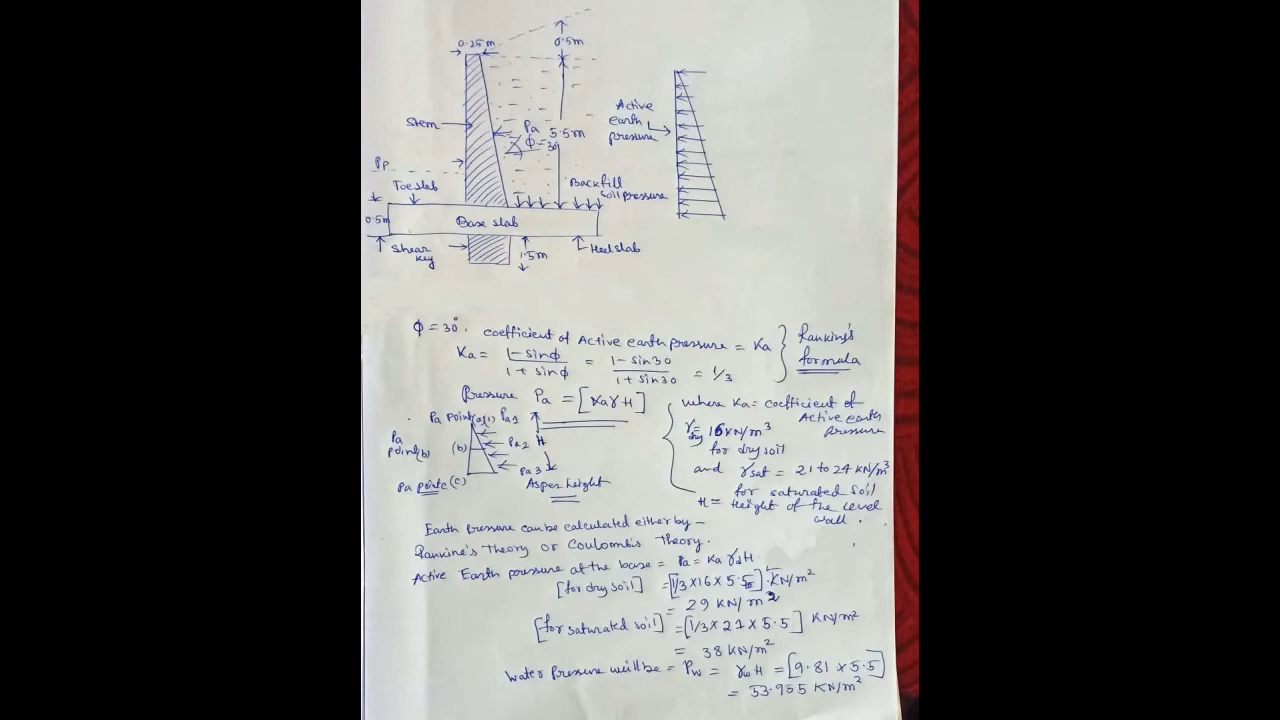 0.25m
0.5m
Stem
Pa 5.5m
ϕ=30
Active
earth
pressure
Pp
Toe slab
Backfill
Soil pressure
0.5m
Base slab
Shear
key
1.5m
Heel slab
ϕ = 30°. coefficient of Active earth pressure = Ka
Ka = 1-sinϕ / 1+sinϕ = 1-sin30 / 1+sin30 = 1/3
Rankine's
formula
Pressure Pa = [KaγH]
where Ka = coefficient of
Active earth
pressure
γdry = 16 KN/m³
for dry soil
and γsat = 21 to 24 KN/m³
for saturated soil
H = Height of the level
wall.
Pa point(a)(1) Pa1
Pa
point(b) (b) Pa2 H
Pa3
Pa point c (c) As per height
Earth pressure can be calculated either by –
Rankine's Theory or Coulomb's Theory.
Active Earth pressure at the base = Pa = Ka γd H
[for dry soil] = [1/3 × 16 × 5.5] KN/m²
= 29 KN/m²
[for saturated soil] = [1/3 × 21 × 5.5] KN/m²
= 38 KN/m²
Water pressure will be = Pw = γw H = [9.81 × 5.5]
= 53.955 KN/m²